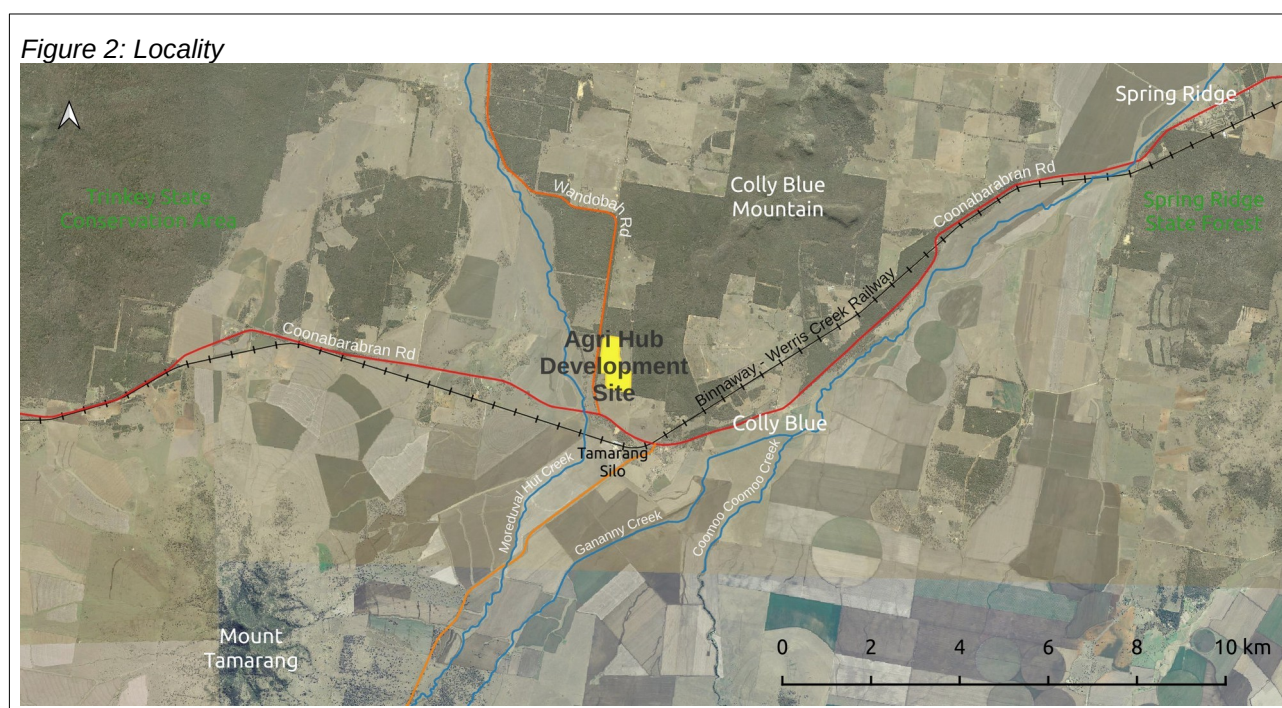 Figure 2: Locality
Spring Ridge
Coonabarabran Rd
Colly Blue
Mountain
Wandobah Rd
Trinkey State
Conservation Area
Spring Ridge
State Forest
Binnaway - Werris Creek Railway
Coonabarabran Rd
Agri Hub
Development
Site
Colly Blue
Tamarang
Silo
Moreduval Hut Creek
Gananny Creek
Coomoo Coomoo Creek
Mount
Tamarang
0 2 4 6 8 10 km